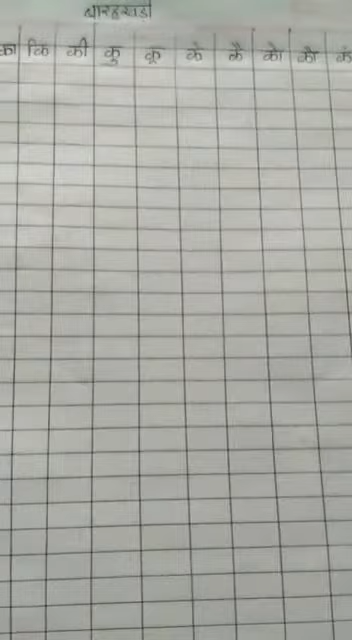 बारहखडी
का कि की कु कू के कै को कौ कं